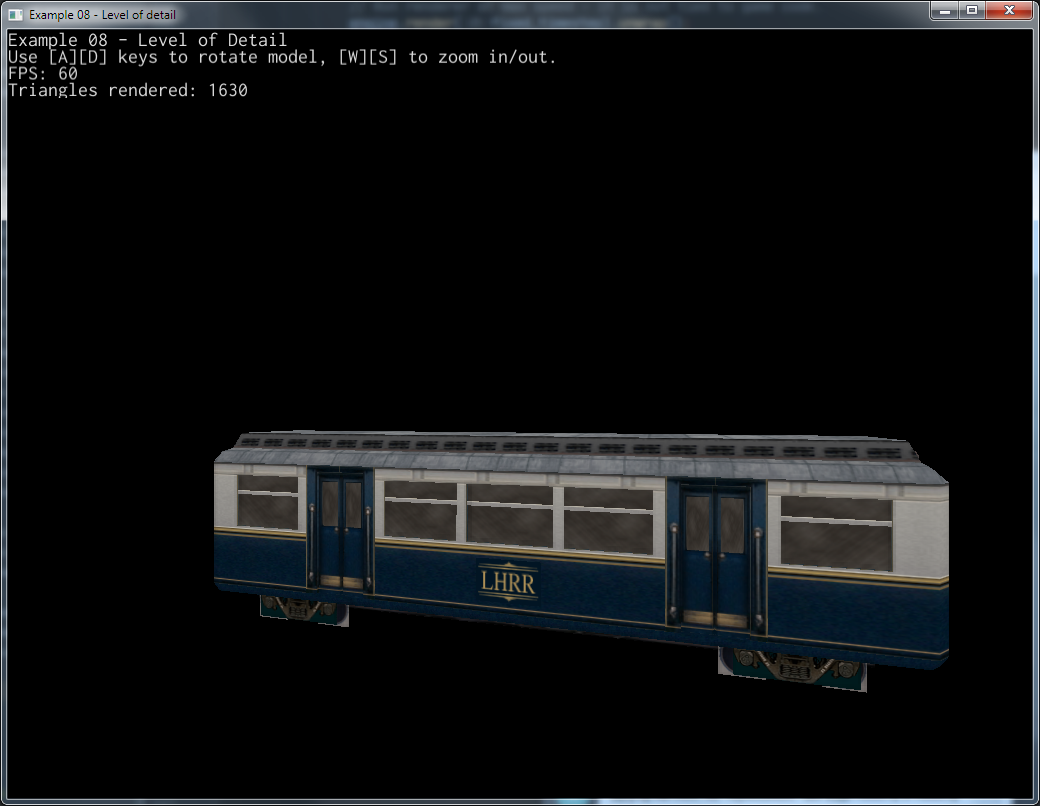 Example 08 - Level of detail
Example 08 - Level of Detail
Use [A][D] keys to rotate model, [W][S] to zoom in/out.
FPS: 60
Triangles rendered: 1630
LHRR